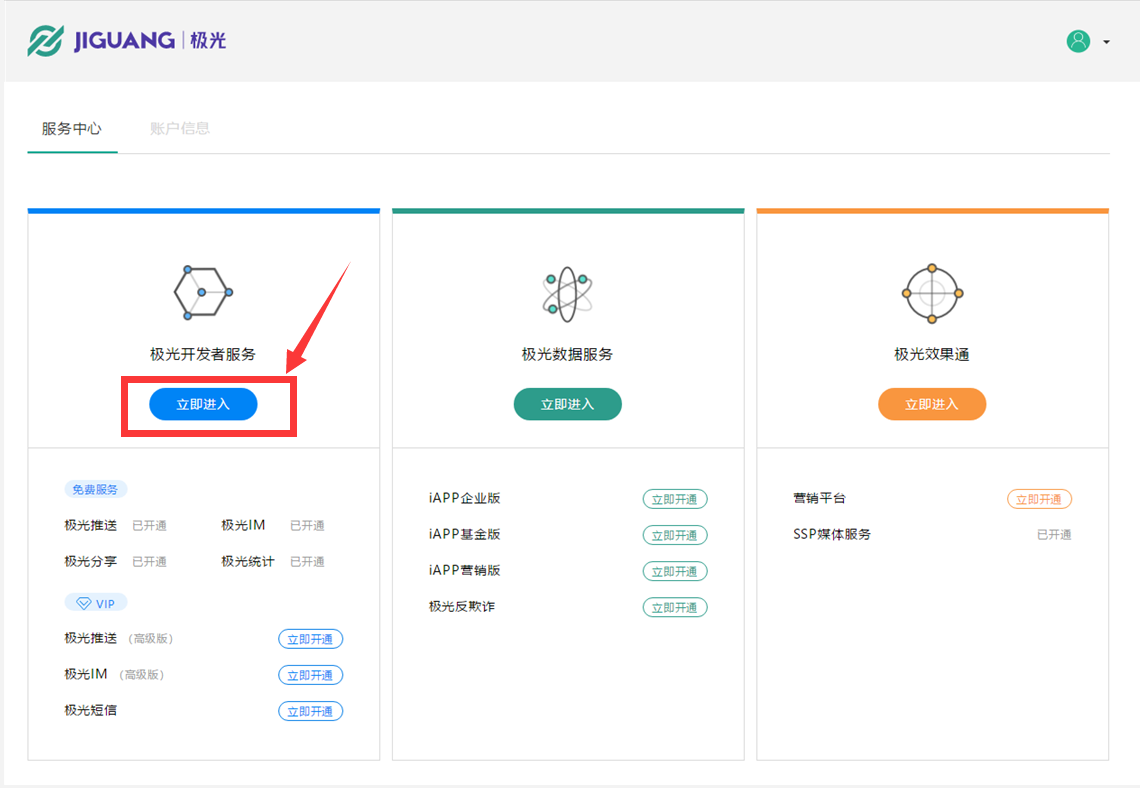 JIGUANG | 极光
服务中心 账户信息
极光开发者服务
立即进入
免费服务
极光推送 已开通 极光IM 已开通
极光分享 已开通 极光统计 已开通
VIP
极光推送 (高级版) 立即开通
极光IM (高级版) 立即开通
极光短信 立即开通
极光数据服务
立即进入
iAPP企业版 立即开通
iAPP基金版 立即开通
iAPP营销版 立即开通
极光反欺诈 立即开通
极光效果通
立即进入
营销平台 立即开通
SSP媒体服务 已开通